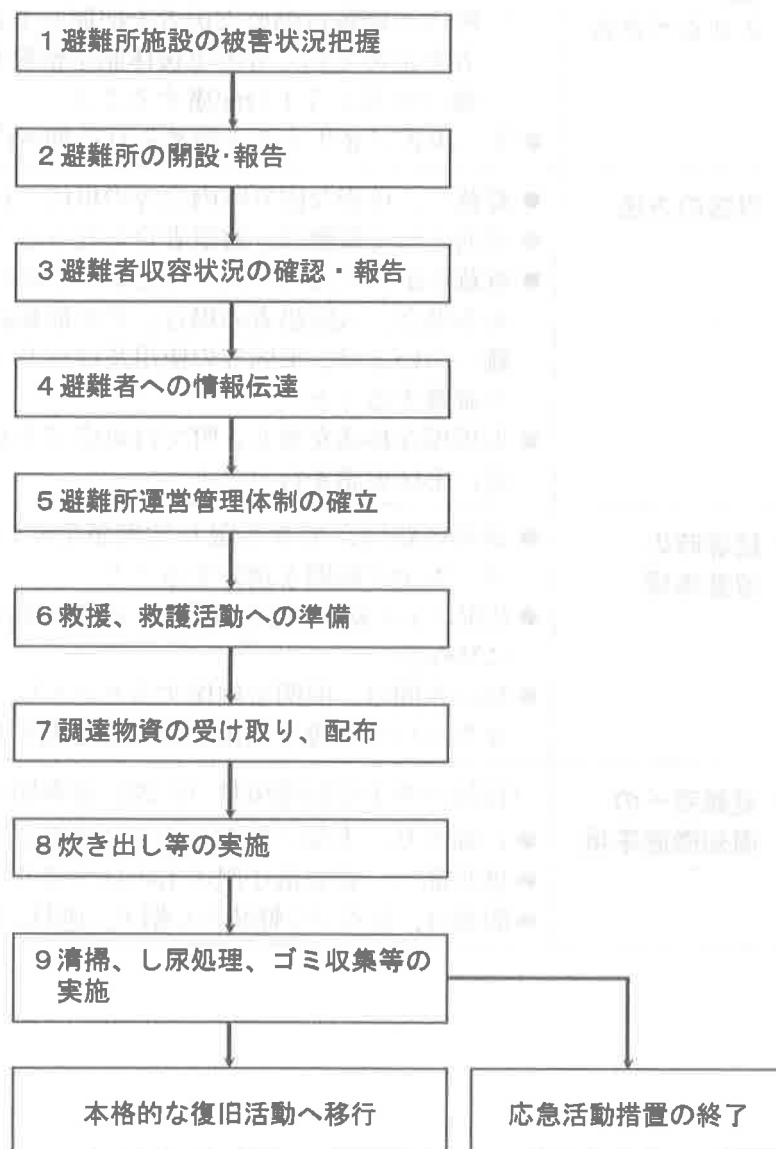 1避難所施設の被害状況把握
2避難所の開設･報告
3避難者収容状況の確認・報告
4避難者への情報伝達
5避難所運営管理体制の確立
6救援、救護活動への準備
7調達物資の受け取り、配布
8炊き出し等の実施
9清掃、し尿処理、ゴミ収集等の
実施
本格的な復旧活動へ移行
応急活動措置の終了